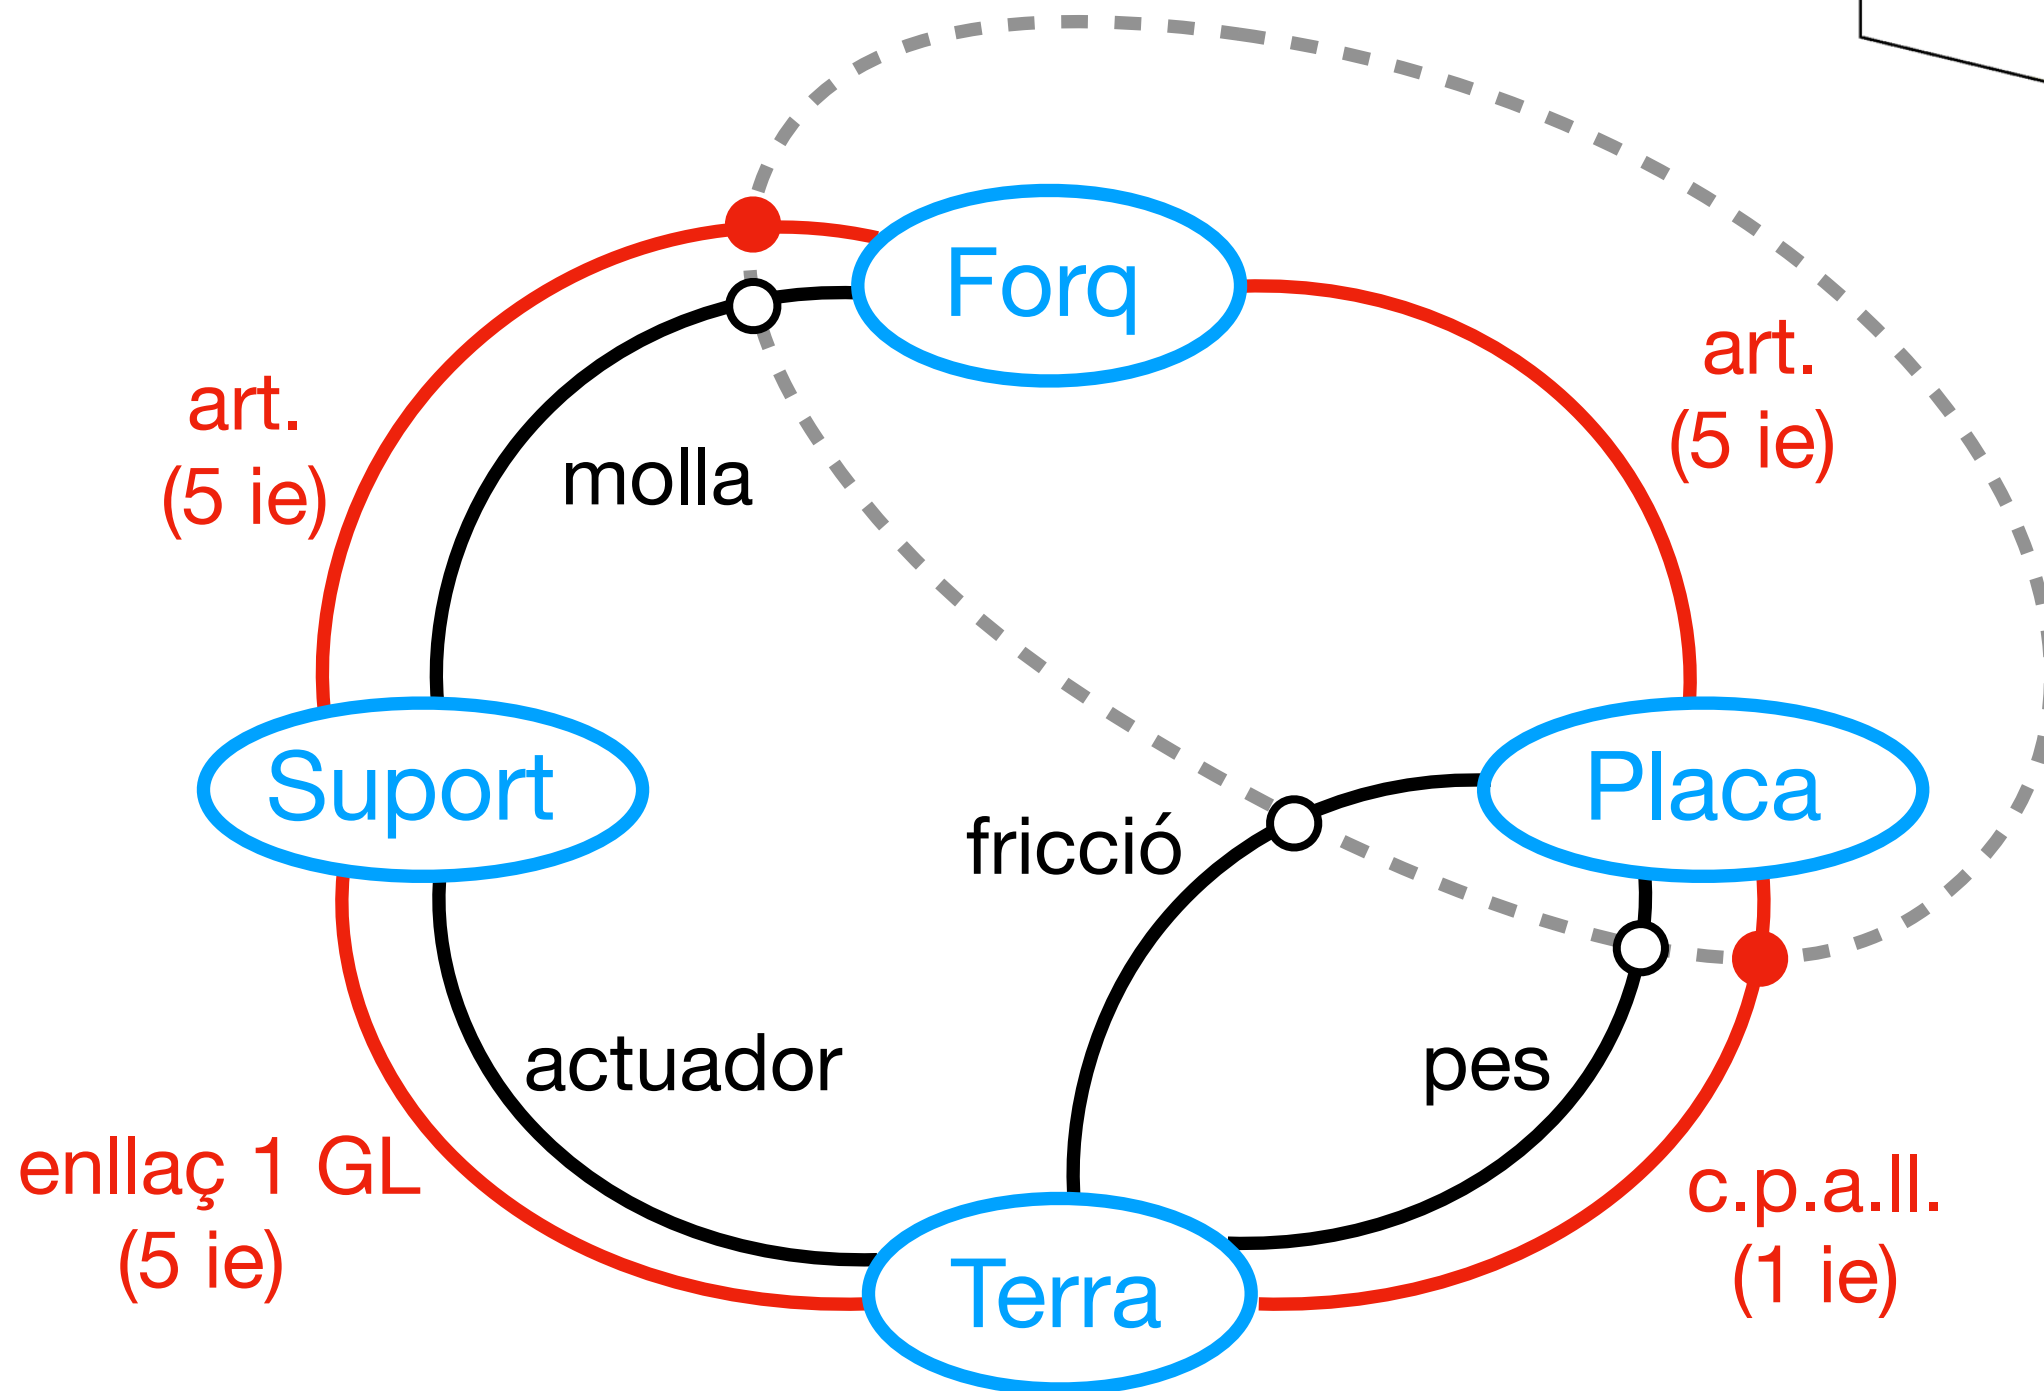 Forq
art.
(5 ie)
art.
(5 ie)
molla
Suport
Placa
fricció
actuador
pes
enllaç 1 GL
(5 ie)
c.p.a.ll.
(1 ie)
Terra